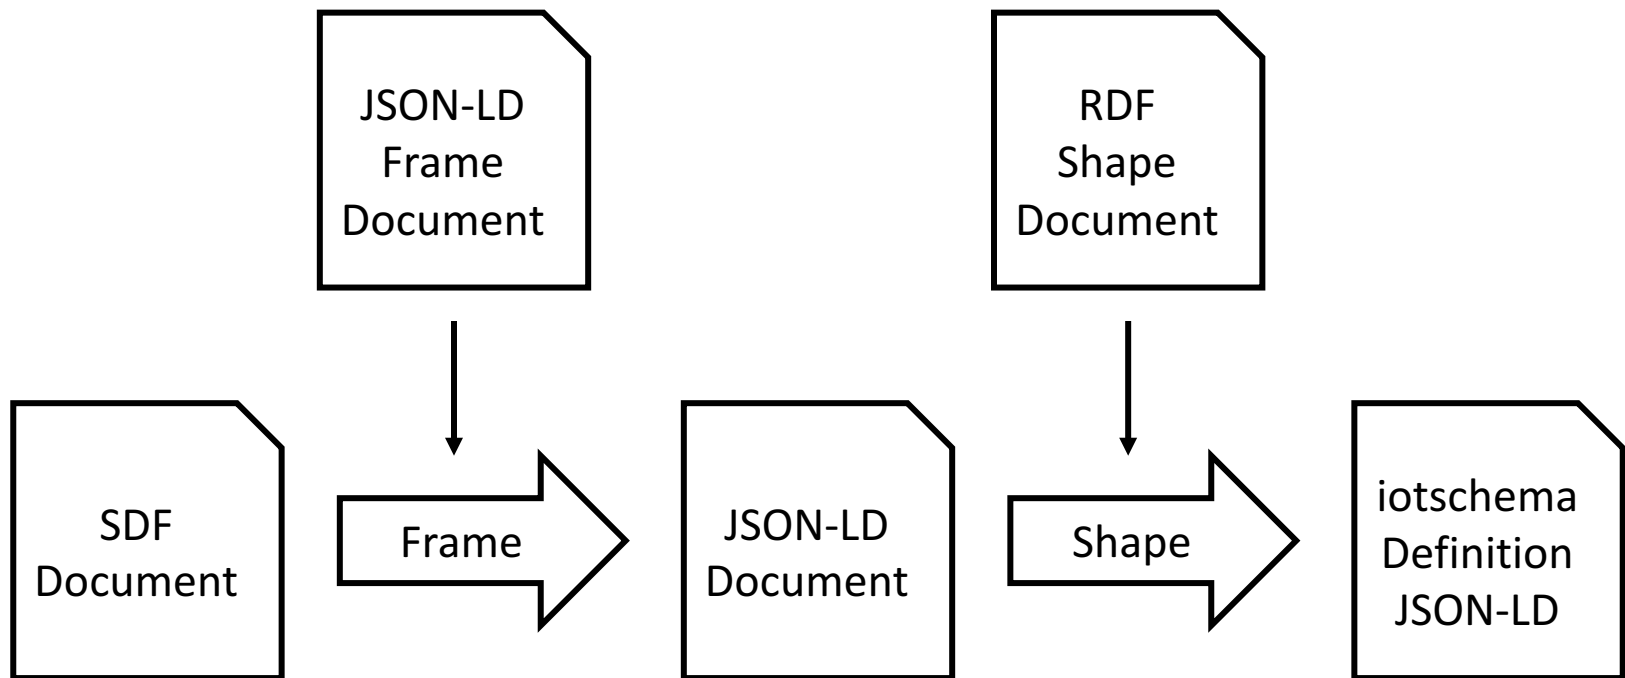 JSON-LD
Frame
Document
RDF
Shape
Document
SDF
Document
Frame
JSON-LD
Document
Shape
iotschema
Definition
JSON-LD